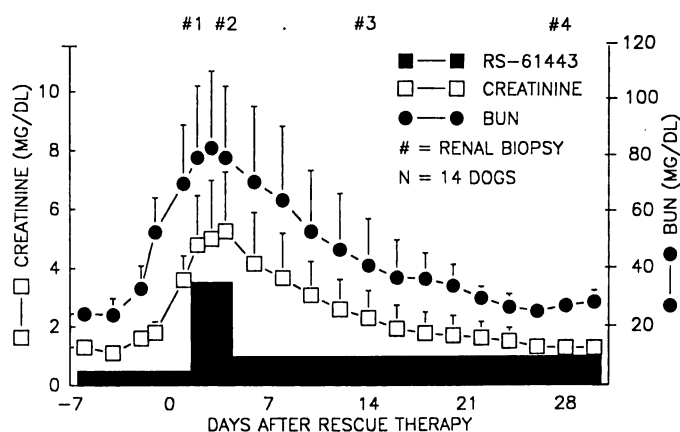 #1 #2 #3 #4
120
100
80
60
40
20
10
8
6
4
2
0
CREATININE (MG/DL)
BUN (MG/DL)
RS-61443
CREATININE
BUN
# = RENAL BIOPSY
N = 14 DOGS
-7 0 7 14 21 28
DAYS AFTER RESCUE THERAPY